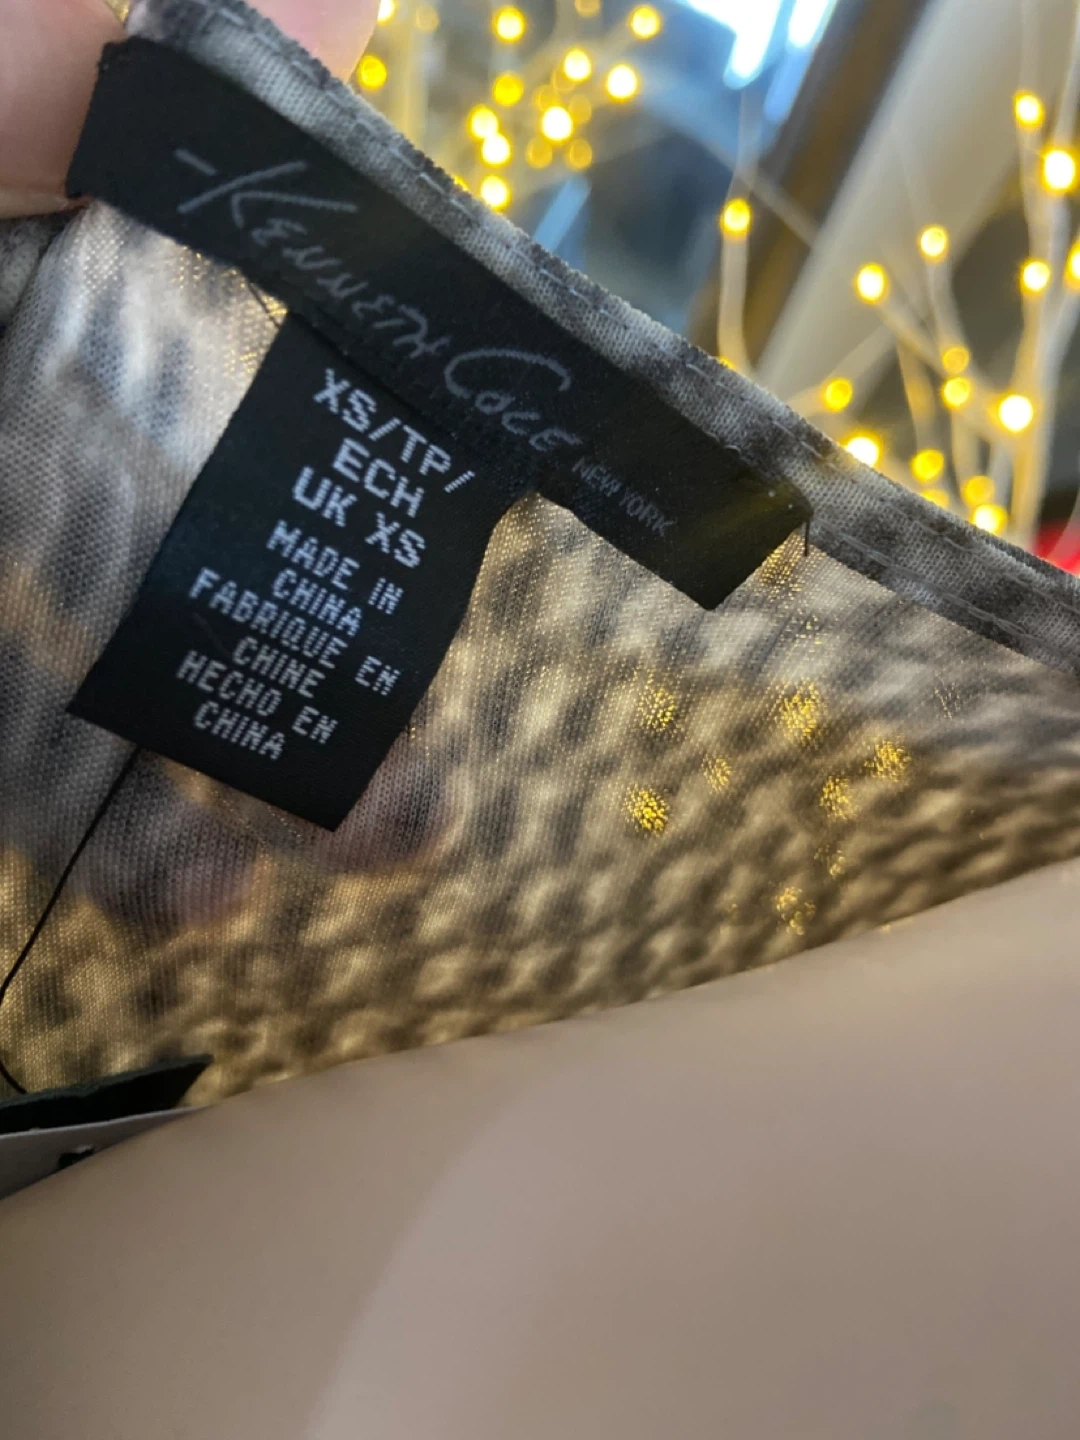 KENNETH COLE NEW YORK
XS/TP/
ECH
UK XS
MADE IN
CHINA
FABRIQUE EN
CHINE
HECHO EN
CHINA